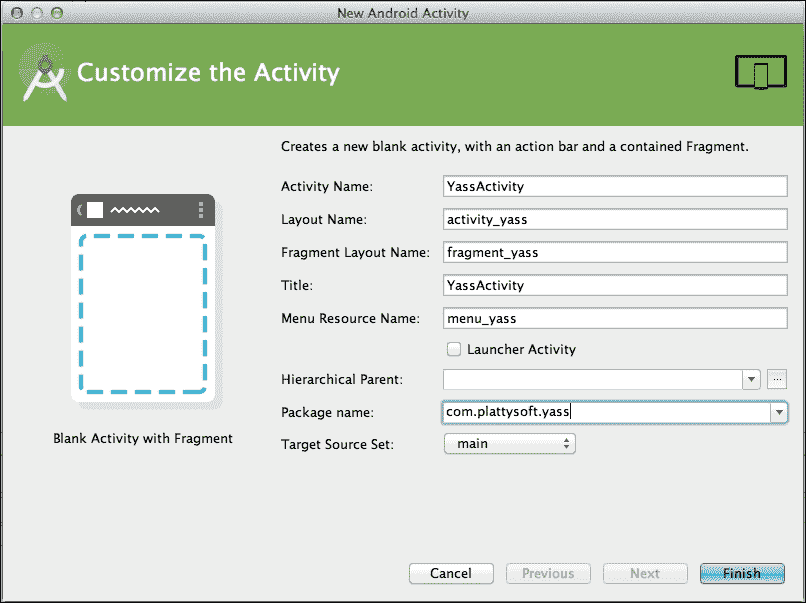 New Android Activity
Customize the Activity
Creates a new blank activity, with an action bar and a contained Fragment.
Activity Name: YassActivity
Layout Name: activity_yass
Fragment Layout Name: fragment_yass
Title: YassActivity
Menu Resource Name: menu_yass
Launcher Activity
Hierarchical Parent: ...
Package name: com.plattysoft.yass
Blank Activity with Fragment
Target Source Set: main
Cancel Previous Next Finish